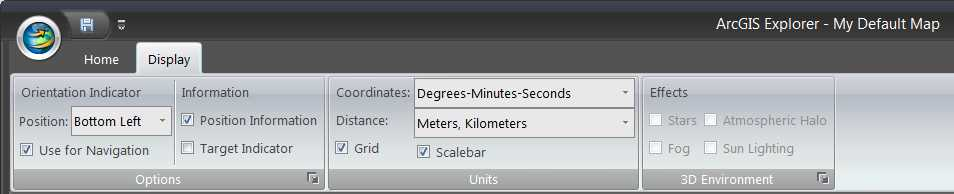 ArcGIS Explorer - My Default Map
Home Display
Orientation Indicator
Position: Bottom Left
Use for Navigation
Information
Position Information
Target Indicator
Options
Coordinates: Degrees-Minutes-Seconds
Distance: Meters, Kilometers
Grid Scalebar
Units
Effects
Stars Atmospheric Halo
Fog Sun Lighting
3D Environment